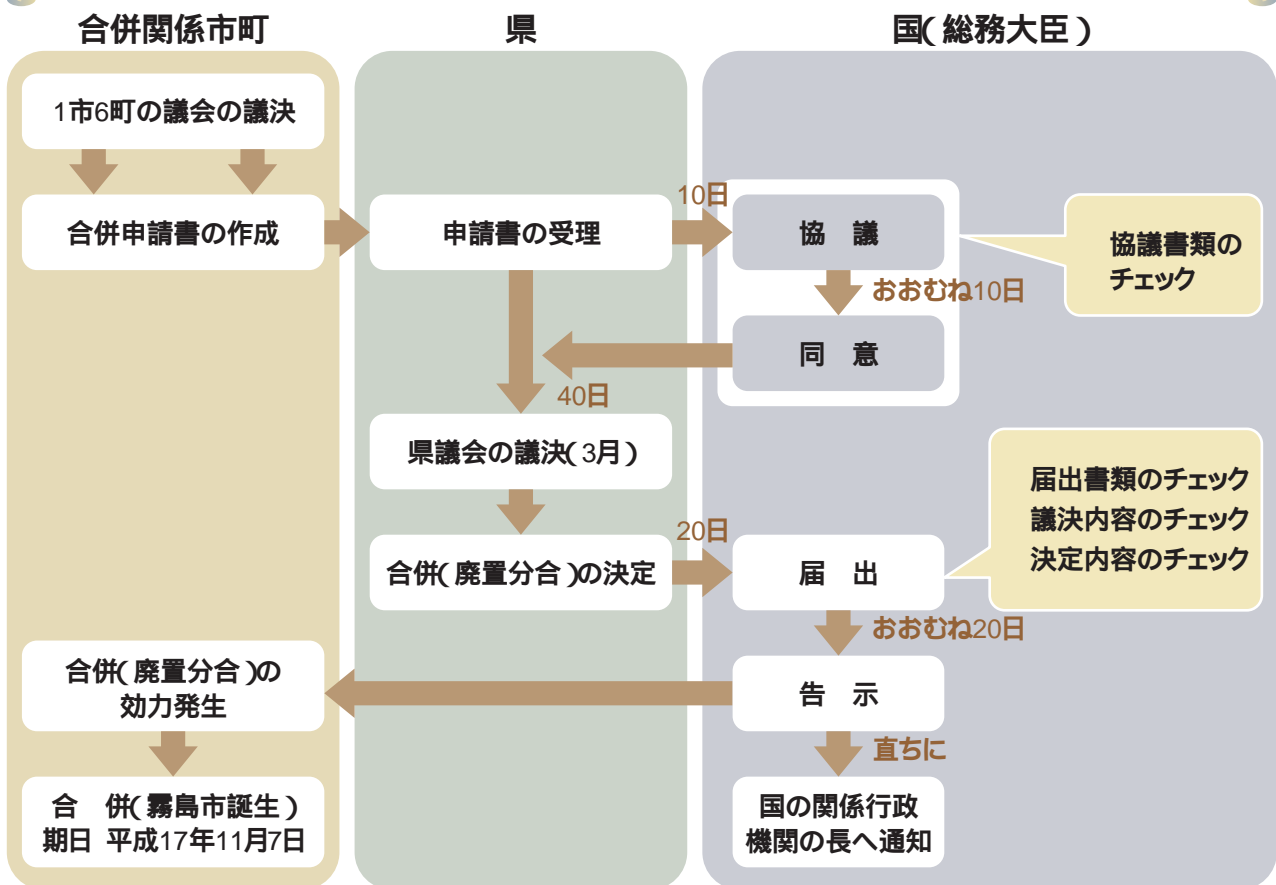 合併関係市町
県
国(総務大臣)
1市6町の議会の議決
合併申請書の作成
申請書の受理
10日
協 議
協議書類の
チェック
おおむね10日
同 意
40日
県議会の議決(3月)
届出書類のチェック
議決内容のチェック
決定内容のチェック
合併(廃置分合)の決定
20日
届 出
おおむね20日
合併(廃置分合)の
効力発生
告 示
直ちに
合 併(霧島市誕生)
期日 平成17年11月7日
国の関係行政
機関の長へ通知